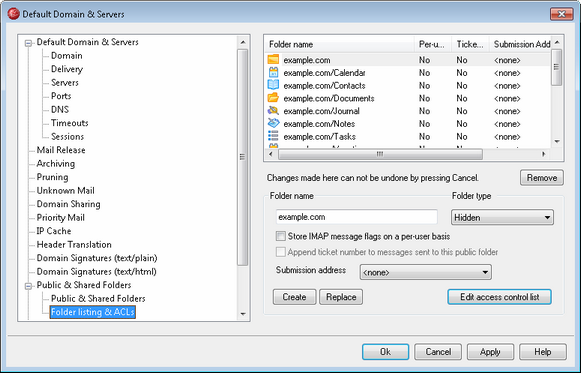 Default Domain & Servers
Default Domain & Servers
Domain
Delivery
Servers
Ports
DNS
Timeouts
Sessions
Mail Release
Archiving
Pruning
Unknown Mail
Domain Sharing
Priority Mail
IP Cache
Header Translation
Domain Signatures (text/plain)
Domain Signatures (text/html)
Public & Shared Folders
Public & Shared Folders
Folder listing & ACLs
Folder name Per-u... Ticke... Submission Add
example.com No No <none>
example.com/Calendar No No <none>
example.com/Contacts No No <none>
example.com/Documents No No <none>
example.com/Journal No No <none>
example.com/Notes No No <none>
example.com/Tasks No No <none>
Changes made here can not be undone by pressing Cancel. Remove
Folder name Folder type
example.com Hidden
Store IMAP message flags on a per-user basis
Append ticket number to messages sent to this public folder
Submission address <none>
Create Replace Edit access control list
Ok Cancel Apply Help